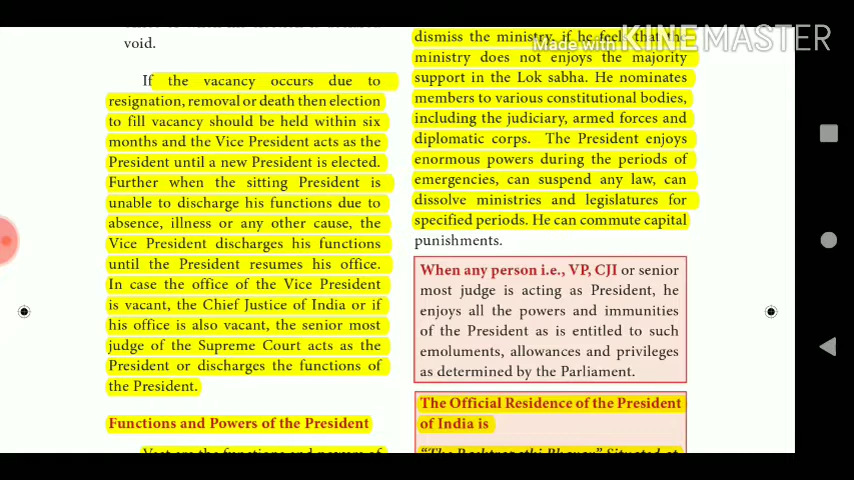 void.
If the vacancy occurs due to
resignation, removal or death then election
to fill vacancy should be held within six
months and the Vice President acts as the
President until a new President is elected.
Further when the sitting President is
unable to discharge his functions due to
absence, illness or any other cause, the
Vice President discharges his functions
until the President resumes his office.
In case the office of the Vice President
is vacant, the Chief Justice of India or if
his office is also vacant, the senior most
judge of the Supreme Court acts as the
President or discharges the functions of
the President.
Functions and Powers of the President
Vast are the functions and powers of
dismiss the ministry, if he feels that the
ministry does not enjoys the majority
support in the Lok sabha. He nominates
members to various constitutional bodies,
including the judiciary, armed forces and
diplomatic corps. The President enjoys
enormous powers during the periods of
emergencies, can suspend any law, can
dissolve ministries and legislatures for
specified periods. He can commute capital
punishments.
When any person i.e., VP, CJI or senior
most judge is acting as President, he
enjoys all the powers and immunities
of the President as is entitled to such
emoluments, allowances and privileges
as determined by the Parliament.
The Official Residence of the President
of India is
Situated at
Made with KINEMASTER